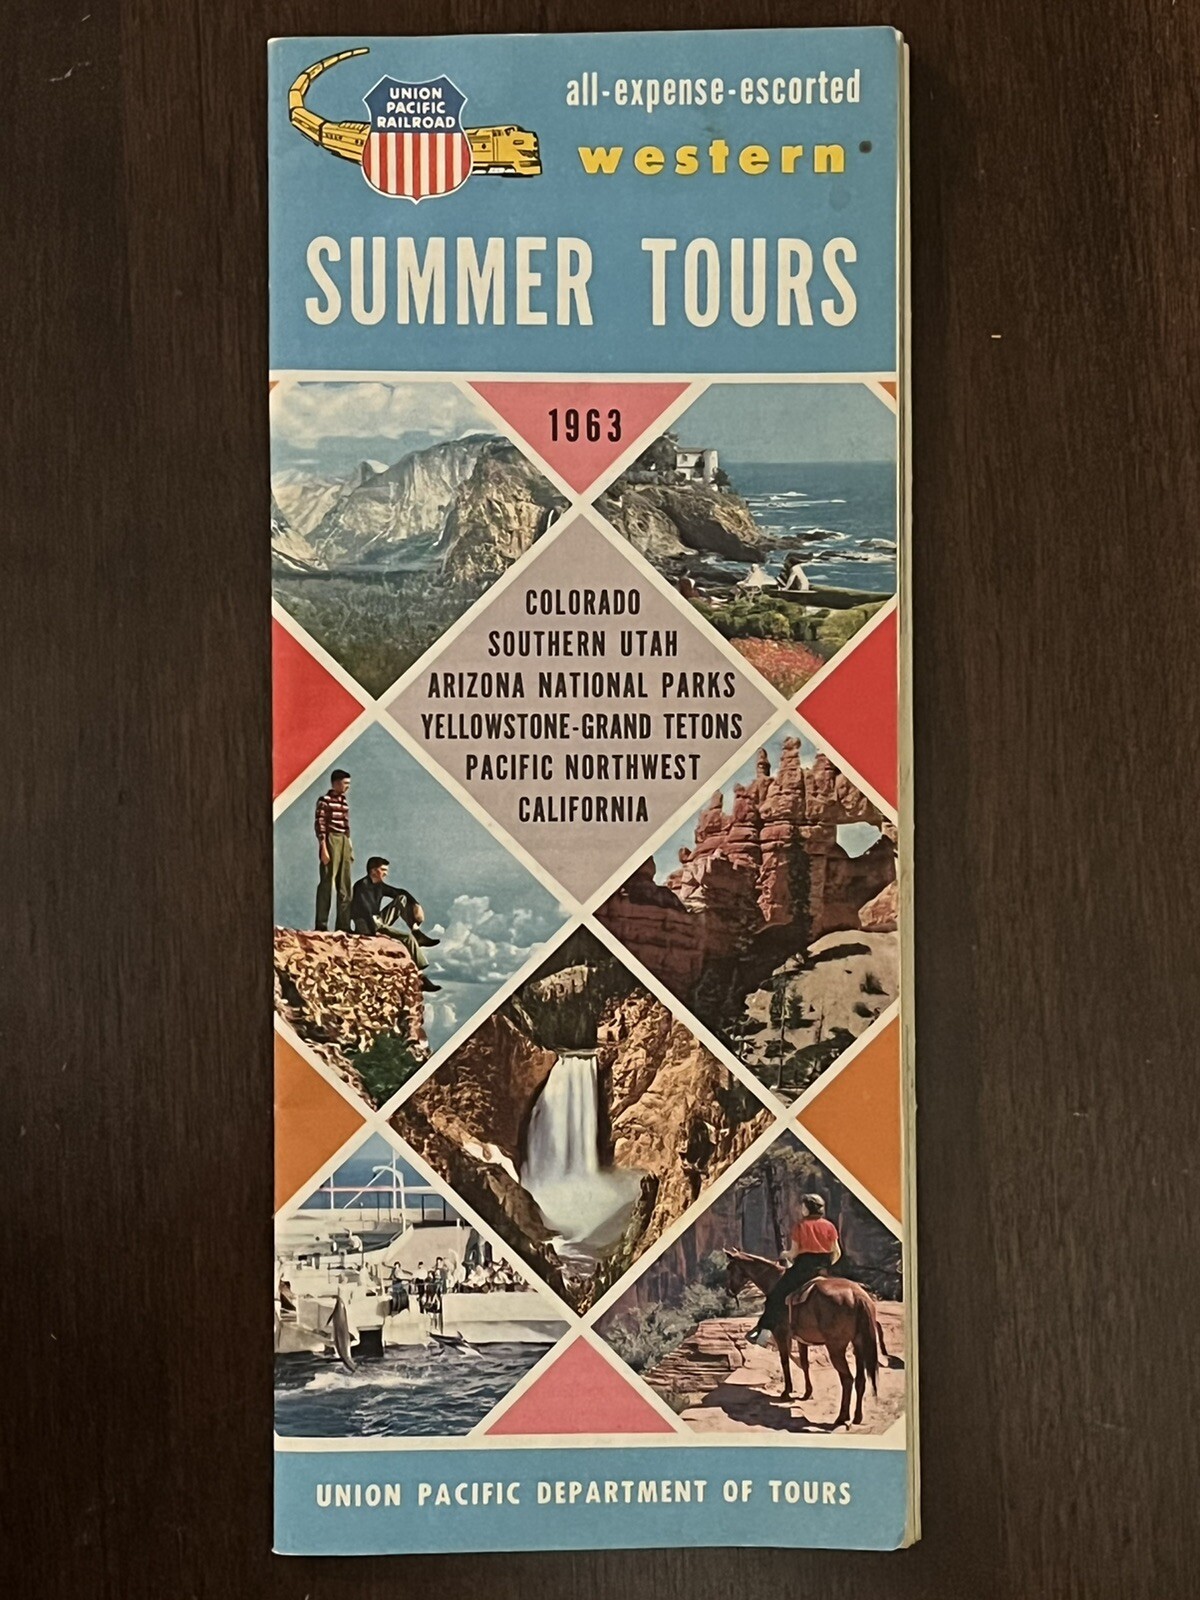 UNION
PACIFIC
RAILROAD
all-expense-escorted
western
SUMMER TOURS
1963
COLORADO
SOUTHERN UTAH
ARIZONA NATIONAL PARKS
YELLOWSTONE-GRAND TETONS
PACIFIC NORTHWEST
CALIFORNIA
UNION PACIFIC DEPARTMENT OF TOURS